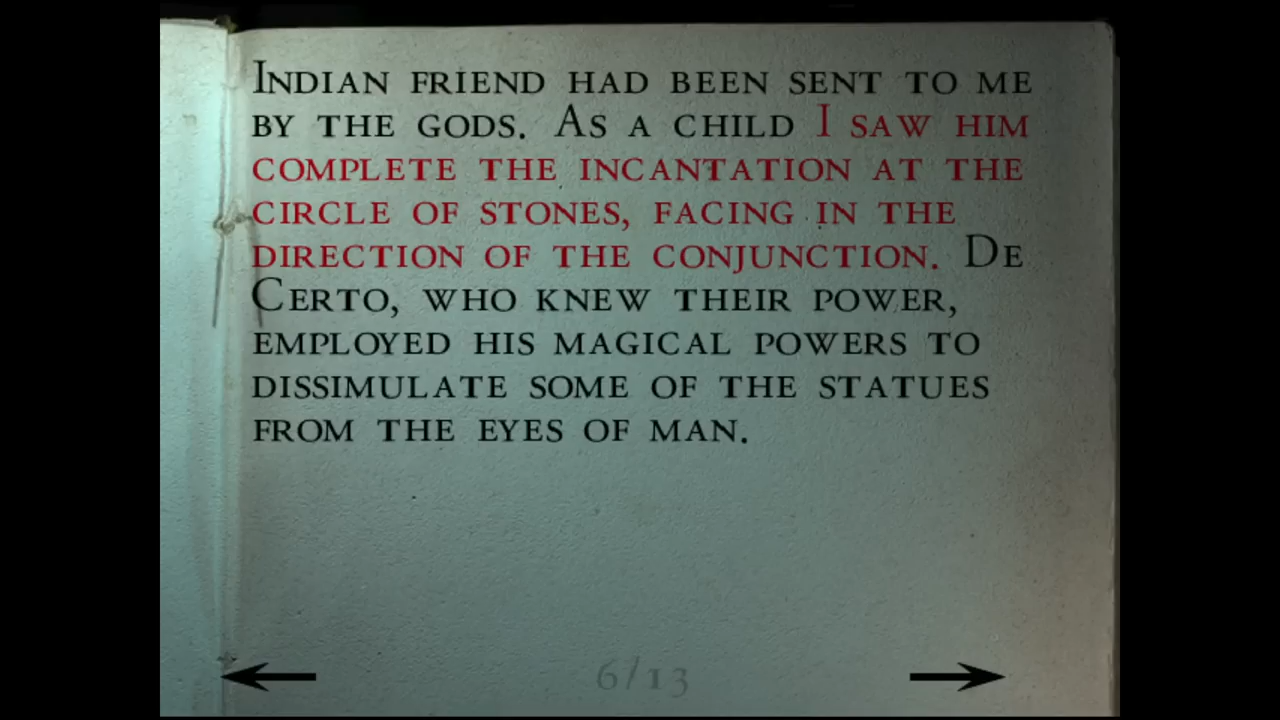 Indian friend had been sent to me
by the gods. As a child I saw him
complete the incantation at the
circle of stones, facing in the
direction of the conjunction. De
Certo, who knew their power,
employed his magical powers to
dissimulate some of the statues
from the eyes of man.
6/13